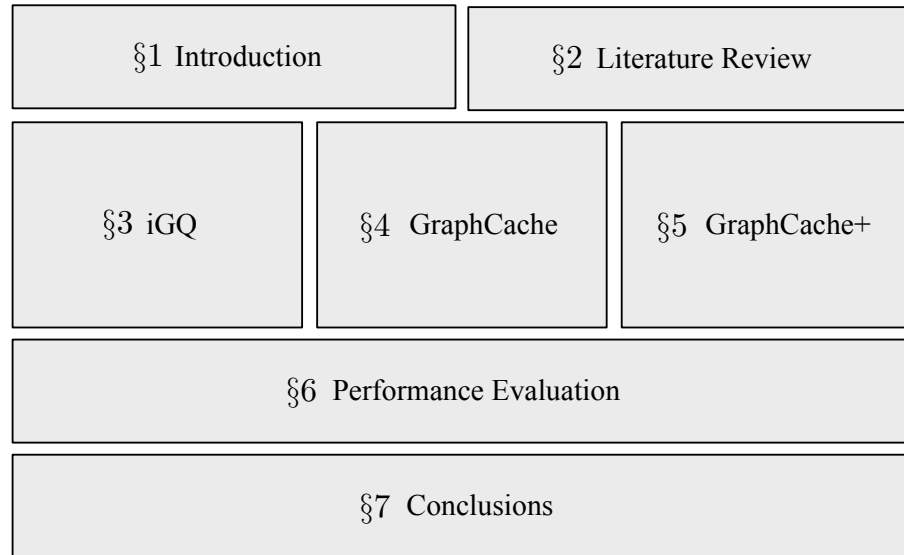 §1 Introduction
§2 Literature Review
§3 iGQ
§4 GraphCache
§5 GraphCache+
§6 Performance Evaluation
§7 Conclusions